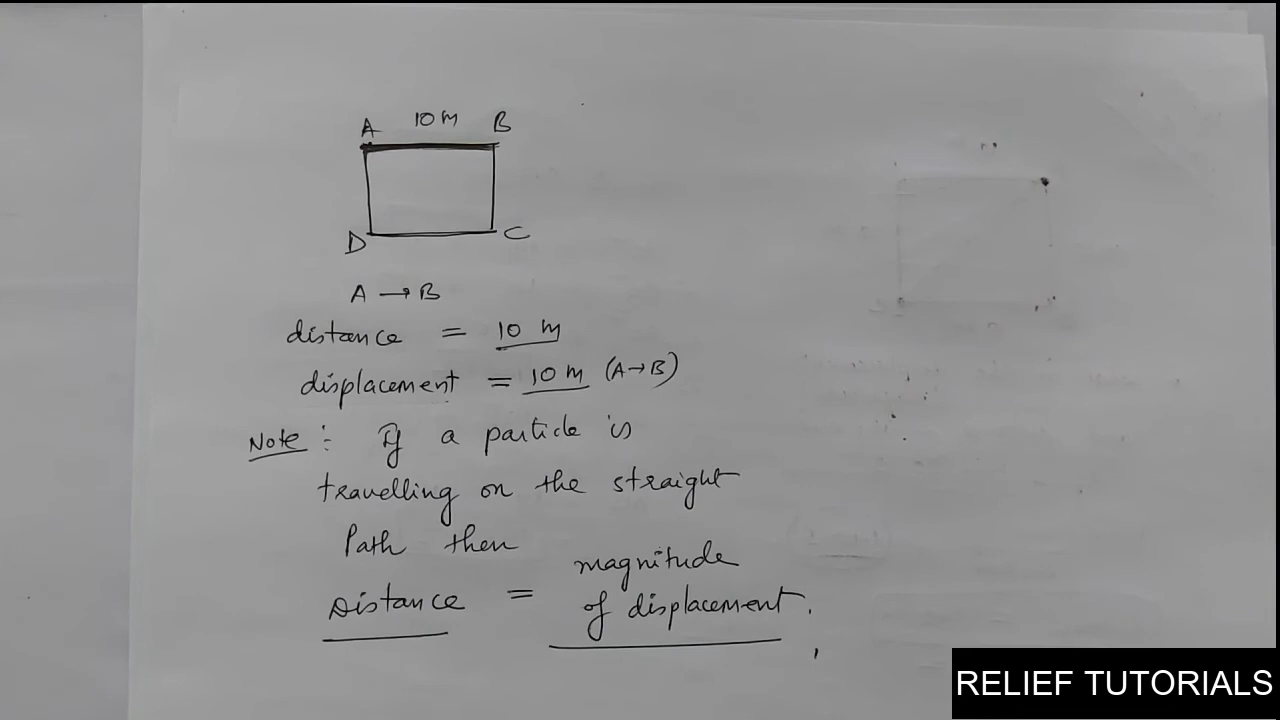 A 10 m B
D C
A → B
distance = 10 m
displacement = 10 m (A→B)
Note :- If a particle is
travelling on the straight
Path then
Distance = magnitude
of displacement.
RELIEF TUTORIALS